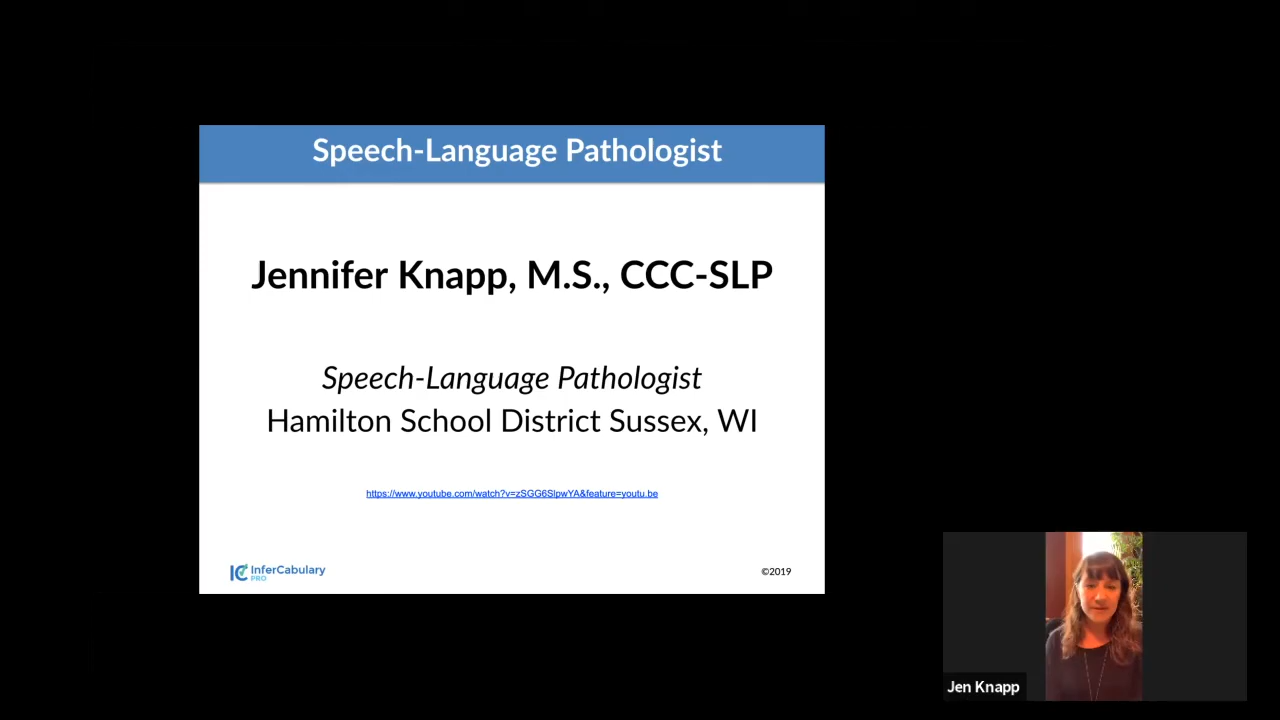 Speech-Language Pathologist
Jennifer Knapp, M.S., CCC-SLP
Speech-Language Pathologist
Hamilton School District Sussex, WI
https://www.youtube.com/watch?v=zSGG6SlpwYA&feature=youtu.be
IC InferCabulary
PRO
©2019
Jen Knapp